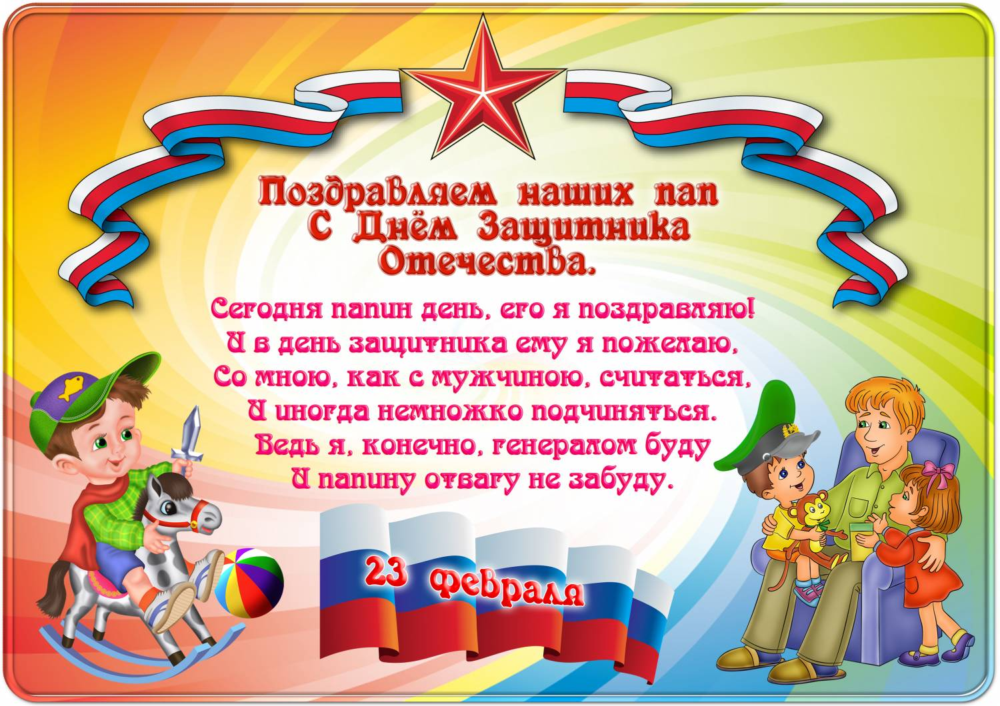 Поздравляем наших пап
С Днём Защитника
Отечества.
Сегодня папин день, его я поздравляю!
И в день защитника ему я пожелаю,
Со мною, как с мужчиною, считаться,
И иногда немножко подчиняться.
Ведь я, конечно, генералом буду
И папину отвагу не забуду.
23 февраля